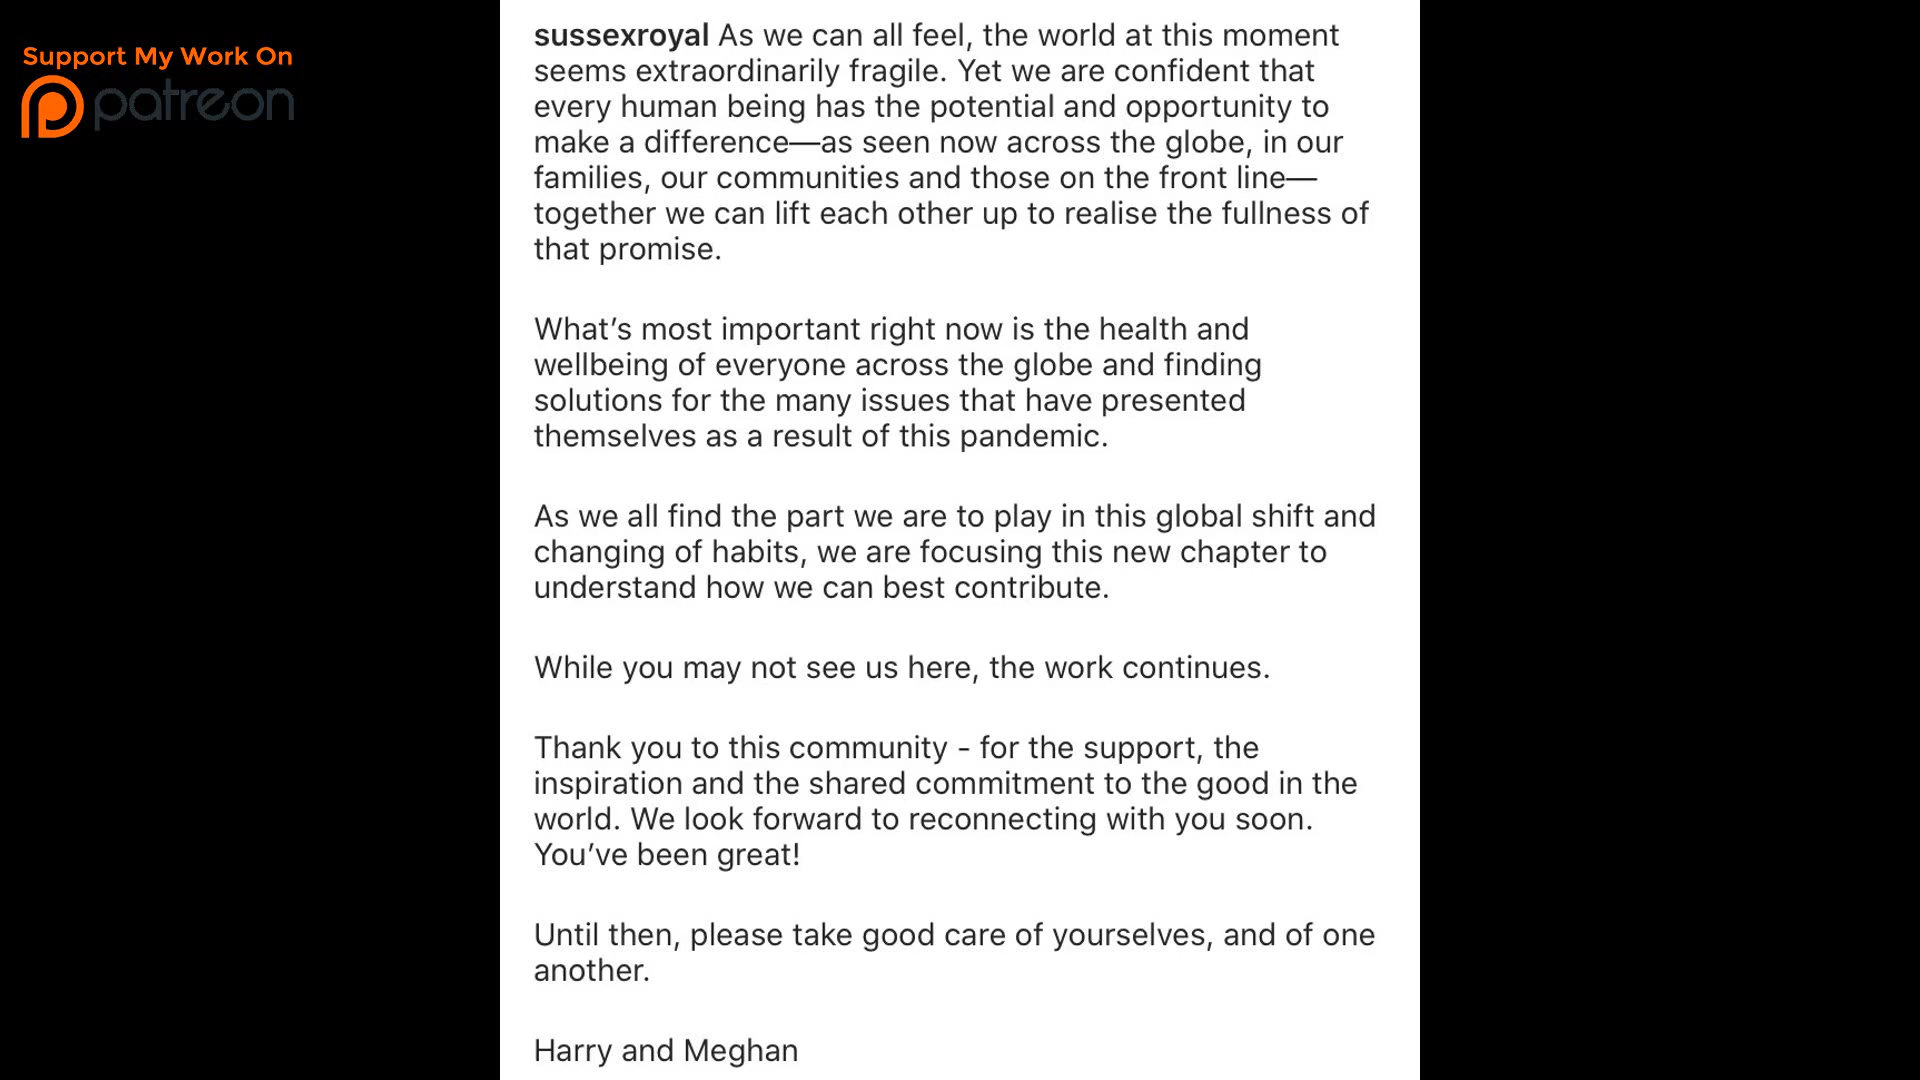 Support My Work On
patreon
sussexroyal As we can all feel, the world at this moment
seems extraordinarily fragile. Yet we are confident that
every human being has the potential and opportunity to
make a difference—as seen now across the globe, in our
families, our communities and those on the front line—
together we can lift each other up to realise the fullness of
that promise.
What’s most important right now is the health and
wellbeing of everyone across the globe and finding
solutions for the many issues that have presented
themselves as a result of this pandemic.
As we all find the part we are to play in this global shift and
changing of habits, we are focusing this new chapter to
understand how we can best contribute.
While you may not see us here, the work continues.
Thank you to this community - for the support, the
inspiration and the shared commitment to the good in the
world. We look forward to reconnecting with you soon.
You’ve been great!
Until then, please take good care of yourselves, and of one
another.
Harry and Meghan